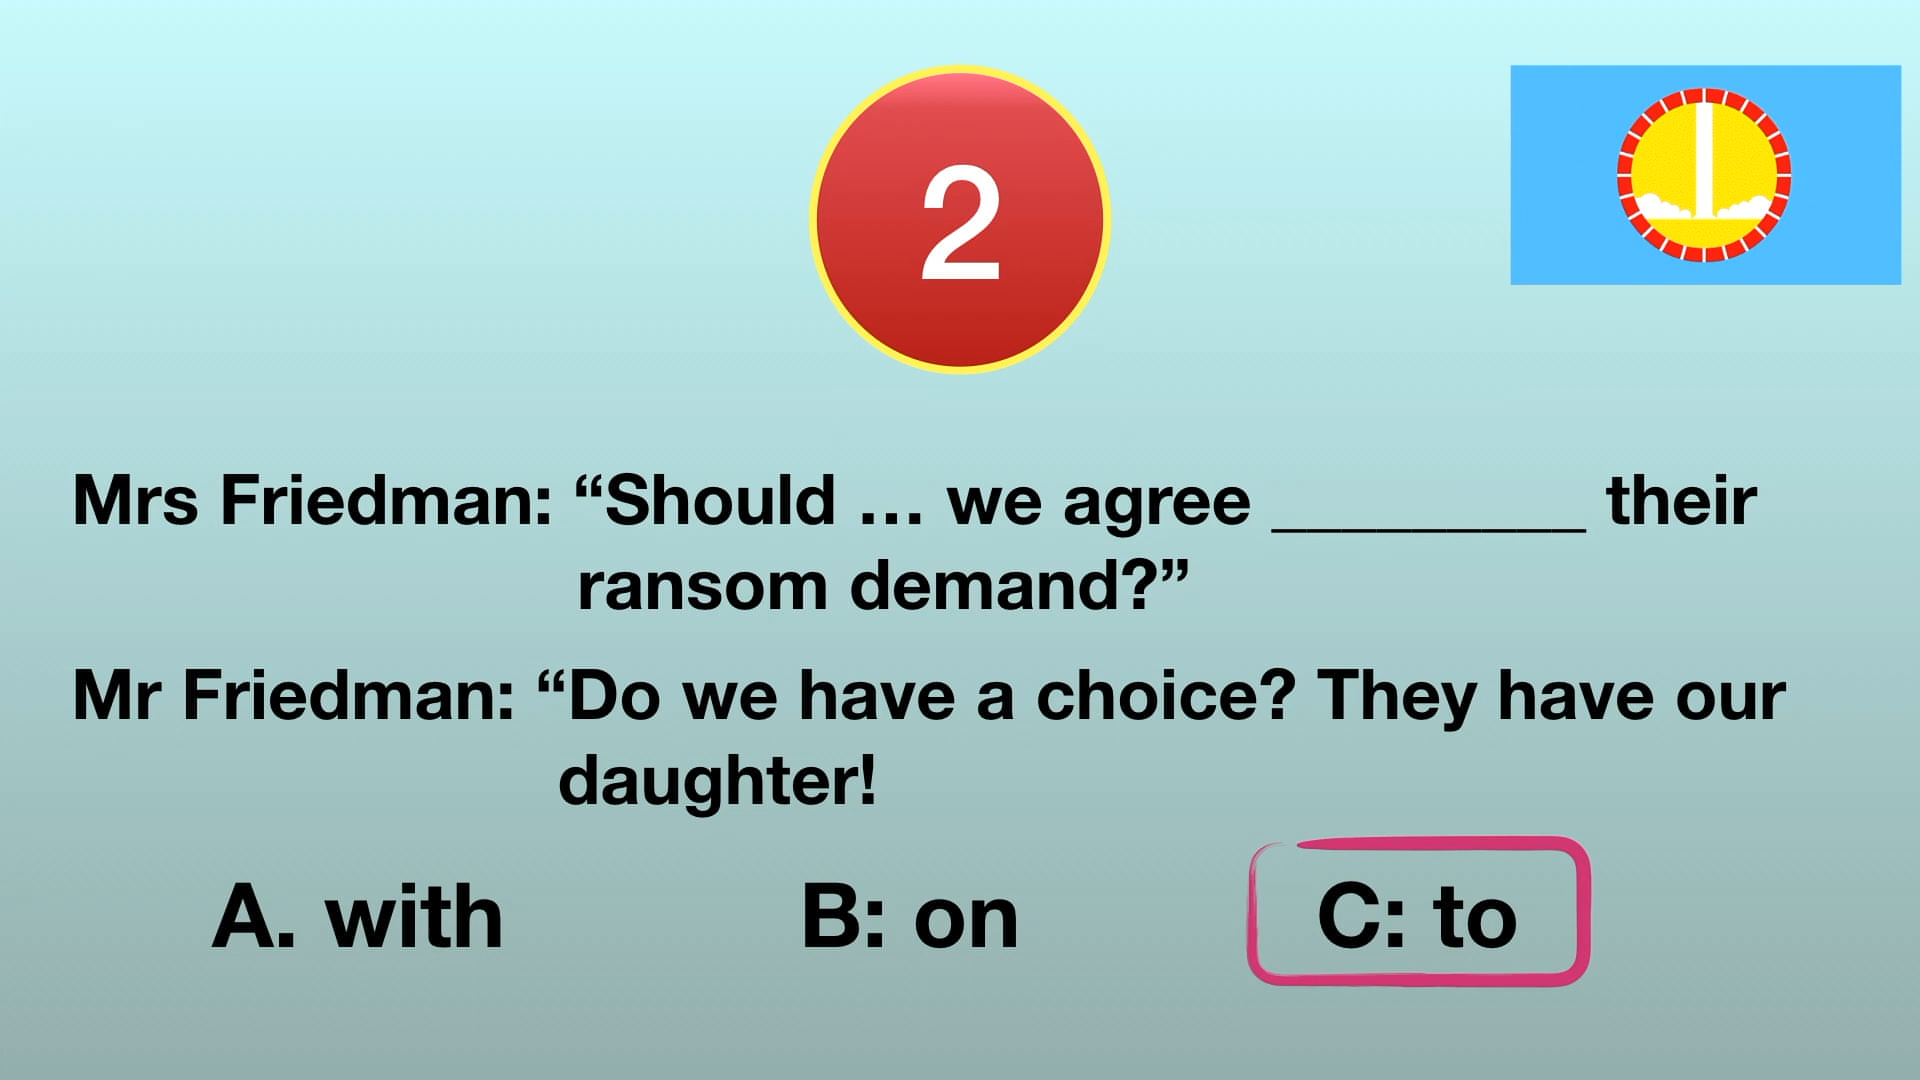 2
Mrs Friedman: “Should … we agree _________ their
ransom demand?”
Mr Friedman: “Do we have a choice? They have our
daughter!
A. with B: on C: to